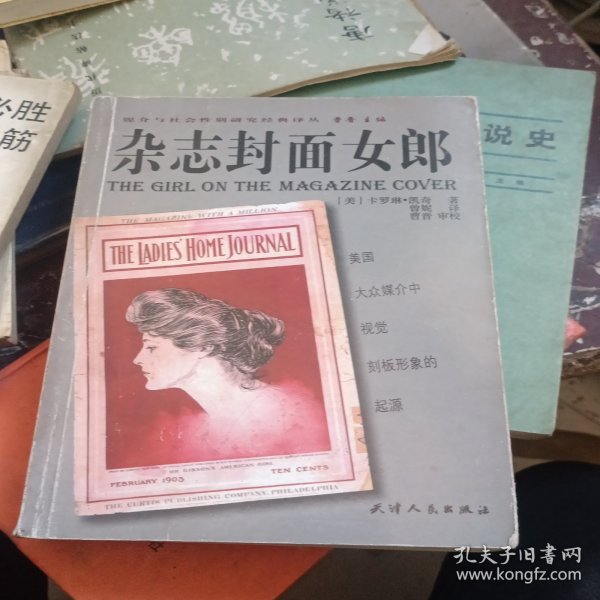 必胜
筋
说史
媒介与社会性别研究经典译丛 曹晋 主编
杂志封面女郎
THE GIRL ON THE MAGAZINE COVER
[美] 卡罗琳·凯奇 著
曾妮 译
曹晋 审校
THE MAGAZINE WITH A MILLION
THE LADIES' HOME JOURNAL
MR GIBSON'S AMERICAN GIRL
FEBRUARY 1903
TEN CENTS
THE CURTIS PUBLISHING COMPANY, PHILADELPHIA
美国
大众媒介中
视觉
刻板形象的
起源
天津人民出版社
孔夫子旧书网
www.kongfz.com